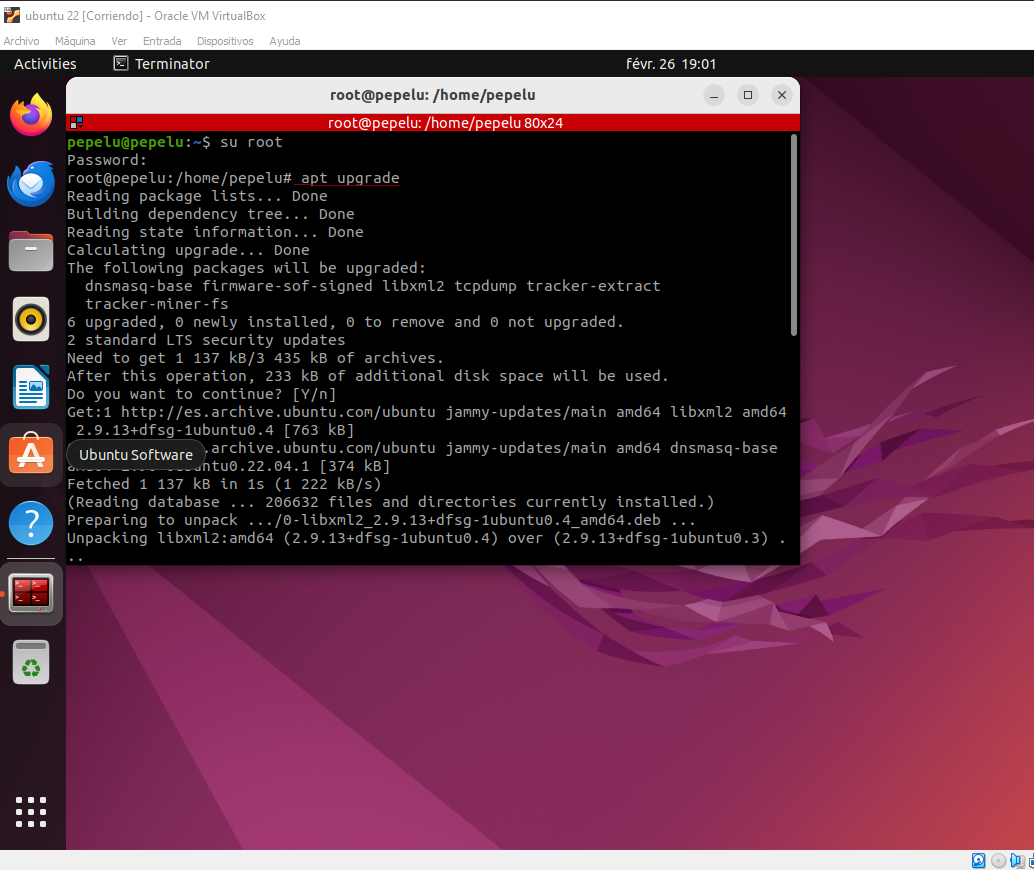 ubuntu 22 [Corriendo] - Oracle VM VirtualBox
Archivo Máquina Ver Entrada Dispositivos Ayuda
Activities Terminator févr. 26 19:01
root@pepelu: /home/pepelu
root@pepelu: /home/pepelu 80x24
pepelu@pepelu:~$ su root
Password:
root@pepelu:/home/pepelu# apt upgrade
Reading package lists... Done
Building dependency tree... Done
Reading state information... Done
Calculating upgrade... Done
The following packages will be upgraded:
dnsmasq-base firmware-sof-signed libxml2 tcpdump tracker-extract
tracker-miner-fs
6 upgraded, 0 newly installed, 0 to remove and 0 not upgraded.
2 standard LTS security updates
Need to get 1 137 kB/3 435 kB of archives.
After this operation, 233 kB of additional disk space will be used.
Do you want to continue? [Y/n]
Get:1 http://es.archive.ubuntu.com/ubuntu jammy-updates/main amd64 libxml2 amd64
2.9.13+dfsg-1ubuntu0.4 [763 kB]
Ubuntu Software
.archive.ubuntu.com/ubuntu jammy-updates/main amd64 dnsmasq-base
ubuntu0.22.04.1 [374 kB]
Fetched 1 137 kB in 1s (1 222 kB/s)
(Reading database ... 206632 files and directories currently installed.)
Preparing to unpack .../0-libxml2_2.9.13+dfsg-1ubuntu0.4_amd64.deb ...
Unpacking libxml2:amd64 (2.9.13+dfsg-1ubuntu0.4) over (2.9.13+dfsg-1ubuntu0.3) .
..